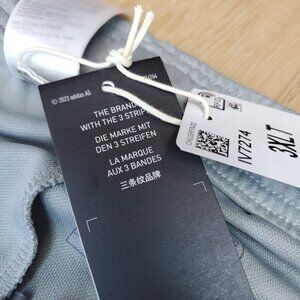 © 2023 adidas AG
THE BRAND
WITH THE 3 STRIPES
DIE MARKE MIT
DEN 3 STREIFEN
LA MARQUE
AUX 3 BANDES
三条纹品牌
IV7274
3XLT